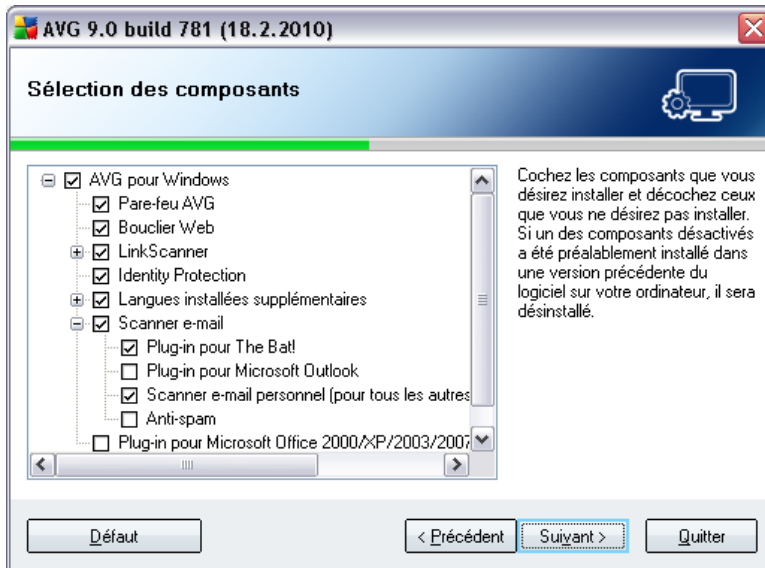 AVG 9.0 build 781 (18.2.2010)
Sélection des composants
AVG pour Windows
Pare-feu AVG
Bouclier Web
LinkScanner
Identity Protection
Langues installées supplémentaires
Scanner e-mail
Plug-in pour The Bat!
Plug-in pour Microsoft Outlook
Scanner e-mail personnel (pour tous les autres
Anti-spam
Plug-in pour Microsoft Office 2000/XP/2003/2007
Cochez les composants que vous
désirez installer et décochez ceux
que vous ne désirez pas installer.
Si un des composants désactivés
a été préalablement installé dans
une version précédente du
logiciel sur votre ordinateur, il sera
désinstallé.
Défaut
< Précédent
Suivant >
Quitter